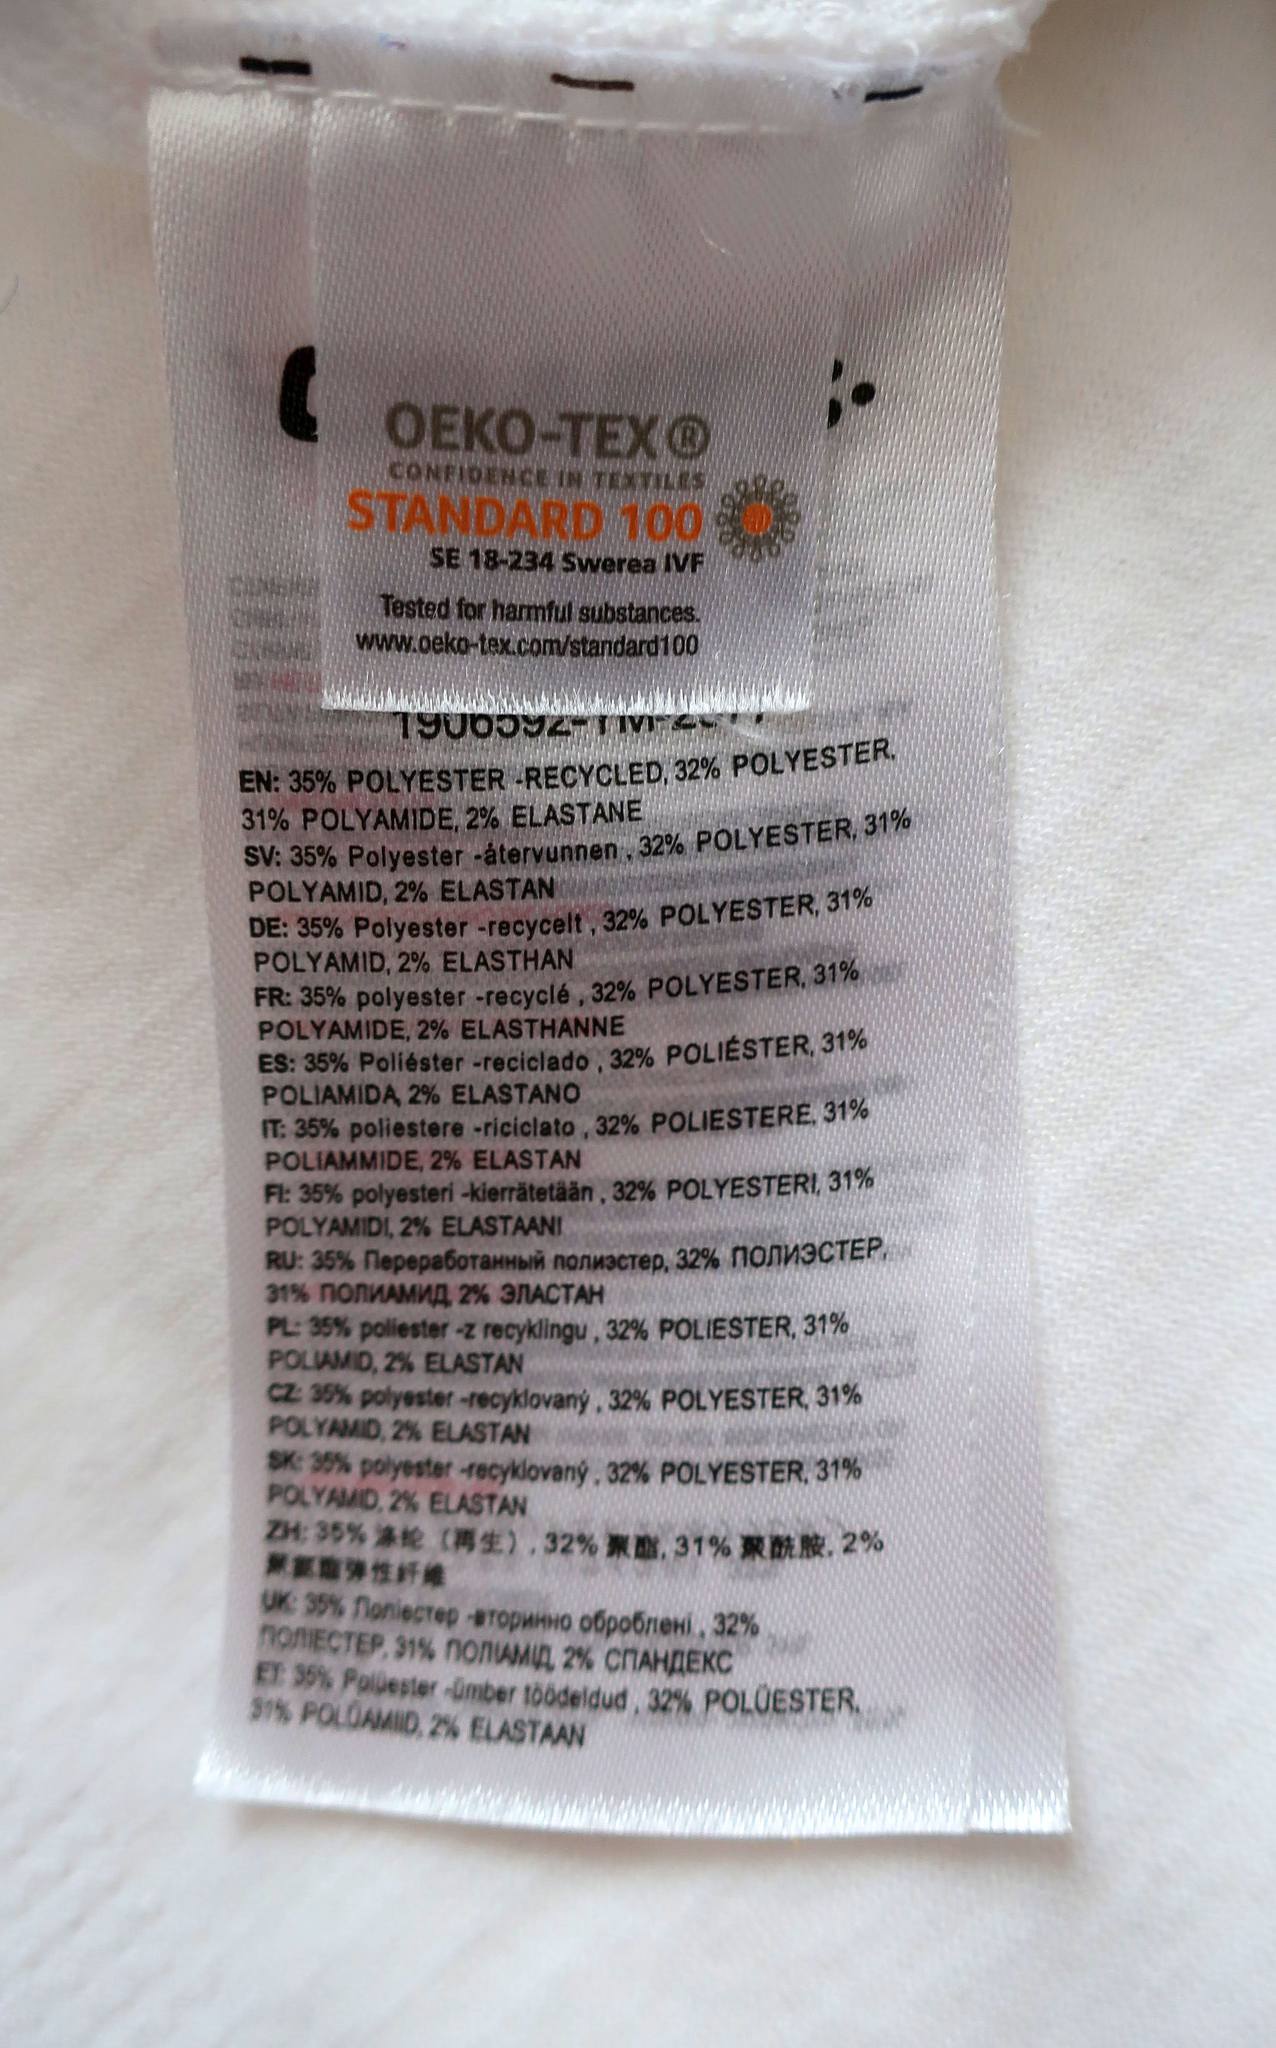 OEKO-TEX®
CONFIDENCE IN TEXTILES
STANDARD 100
SE 18-234 Swerea IVF
Tested for harmful substances.
www.oeko-tex.com/standard100
EN: 35% POLYESTER -RECYCLED, 32% POLYESTER,
31% POLYAMIDE, 2% ELASTANE
SV: 35% Polyester -återvunnen , 32% POLYESTER, 31%
POLYAMID, 2% ELASTAN
DE: 35% Polyester -recycelt , 32% POLYESTER, 31%
POLYAMID, 2% ELASTHAN
FR: 35% polyester -recyclé , 32% POLYESTER, 31%
POLYAMIDE, 2% ELASTHANNE
ES: 35% Poliéster -reciclado , 32% POLIÉSTER, 31%
POLIAMIDA, 2% ELASTANO
IT: 35% poliestere -riciclato , 32% POLIESTERE, 31%
POLIAMMIDE, 2% ELASTAN
FI: 35% polyesteri -kierrätetään , 32% POLYESTERI, 31%
POLYAMIDI, 2% ELASTAANI
RU: 35% Переработанный полиэстер, 32% ПОЛИЭСТЕР,
31% ПОЛИАМИД, 2% ЭЛАСТАН
PL: 35% poliester -z recyklingu , 32% POLIESTER, 31%
POLIAMID, 2% ELASTAN
CZ: 35% polyester -recyklovaný , 32% POLYESTER, 31%
POLYAMID, 2% ELASTAN
SK: 35% polyester -recyklovaný , 32% POLYESTER, 31%
POLYAMID, 2% ELASTAN
ZH: 35% 涤纶（再生）, 32% 聚酯, 31% 聚酰胺, 2%
聚氨酯弹性纤维
UK: 35% Поліестер -вторинно оброблені , 32%
ПОЛІЕСТЕР, 31% ПОЛІАМІД, 2% СПАНДЕКС
ET: 35% Polüester -ümber töödeldud , 32% POLÜESTER,
31% POLÜAMIID, 2% ELASTAAN